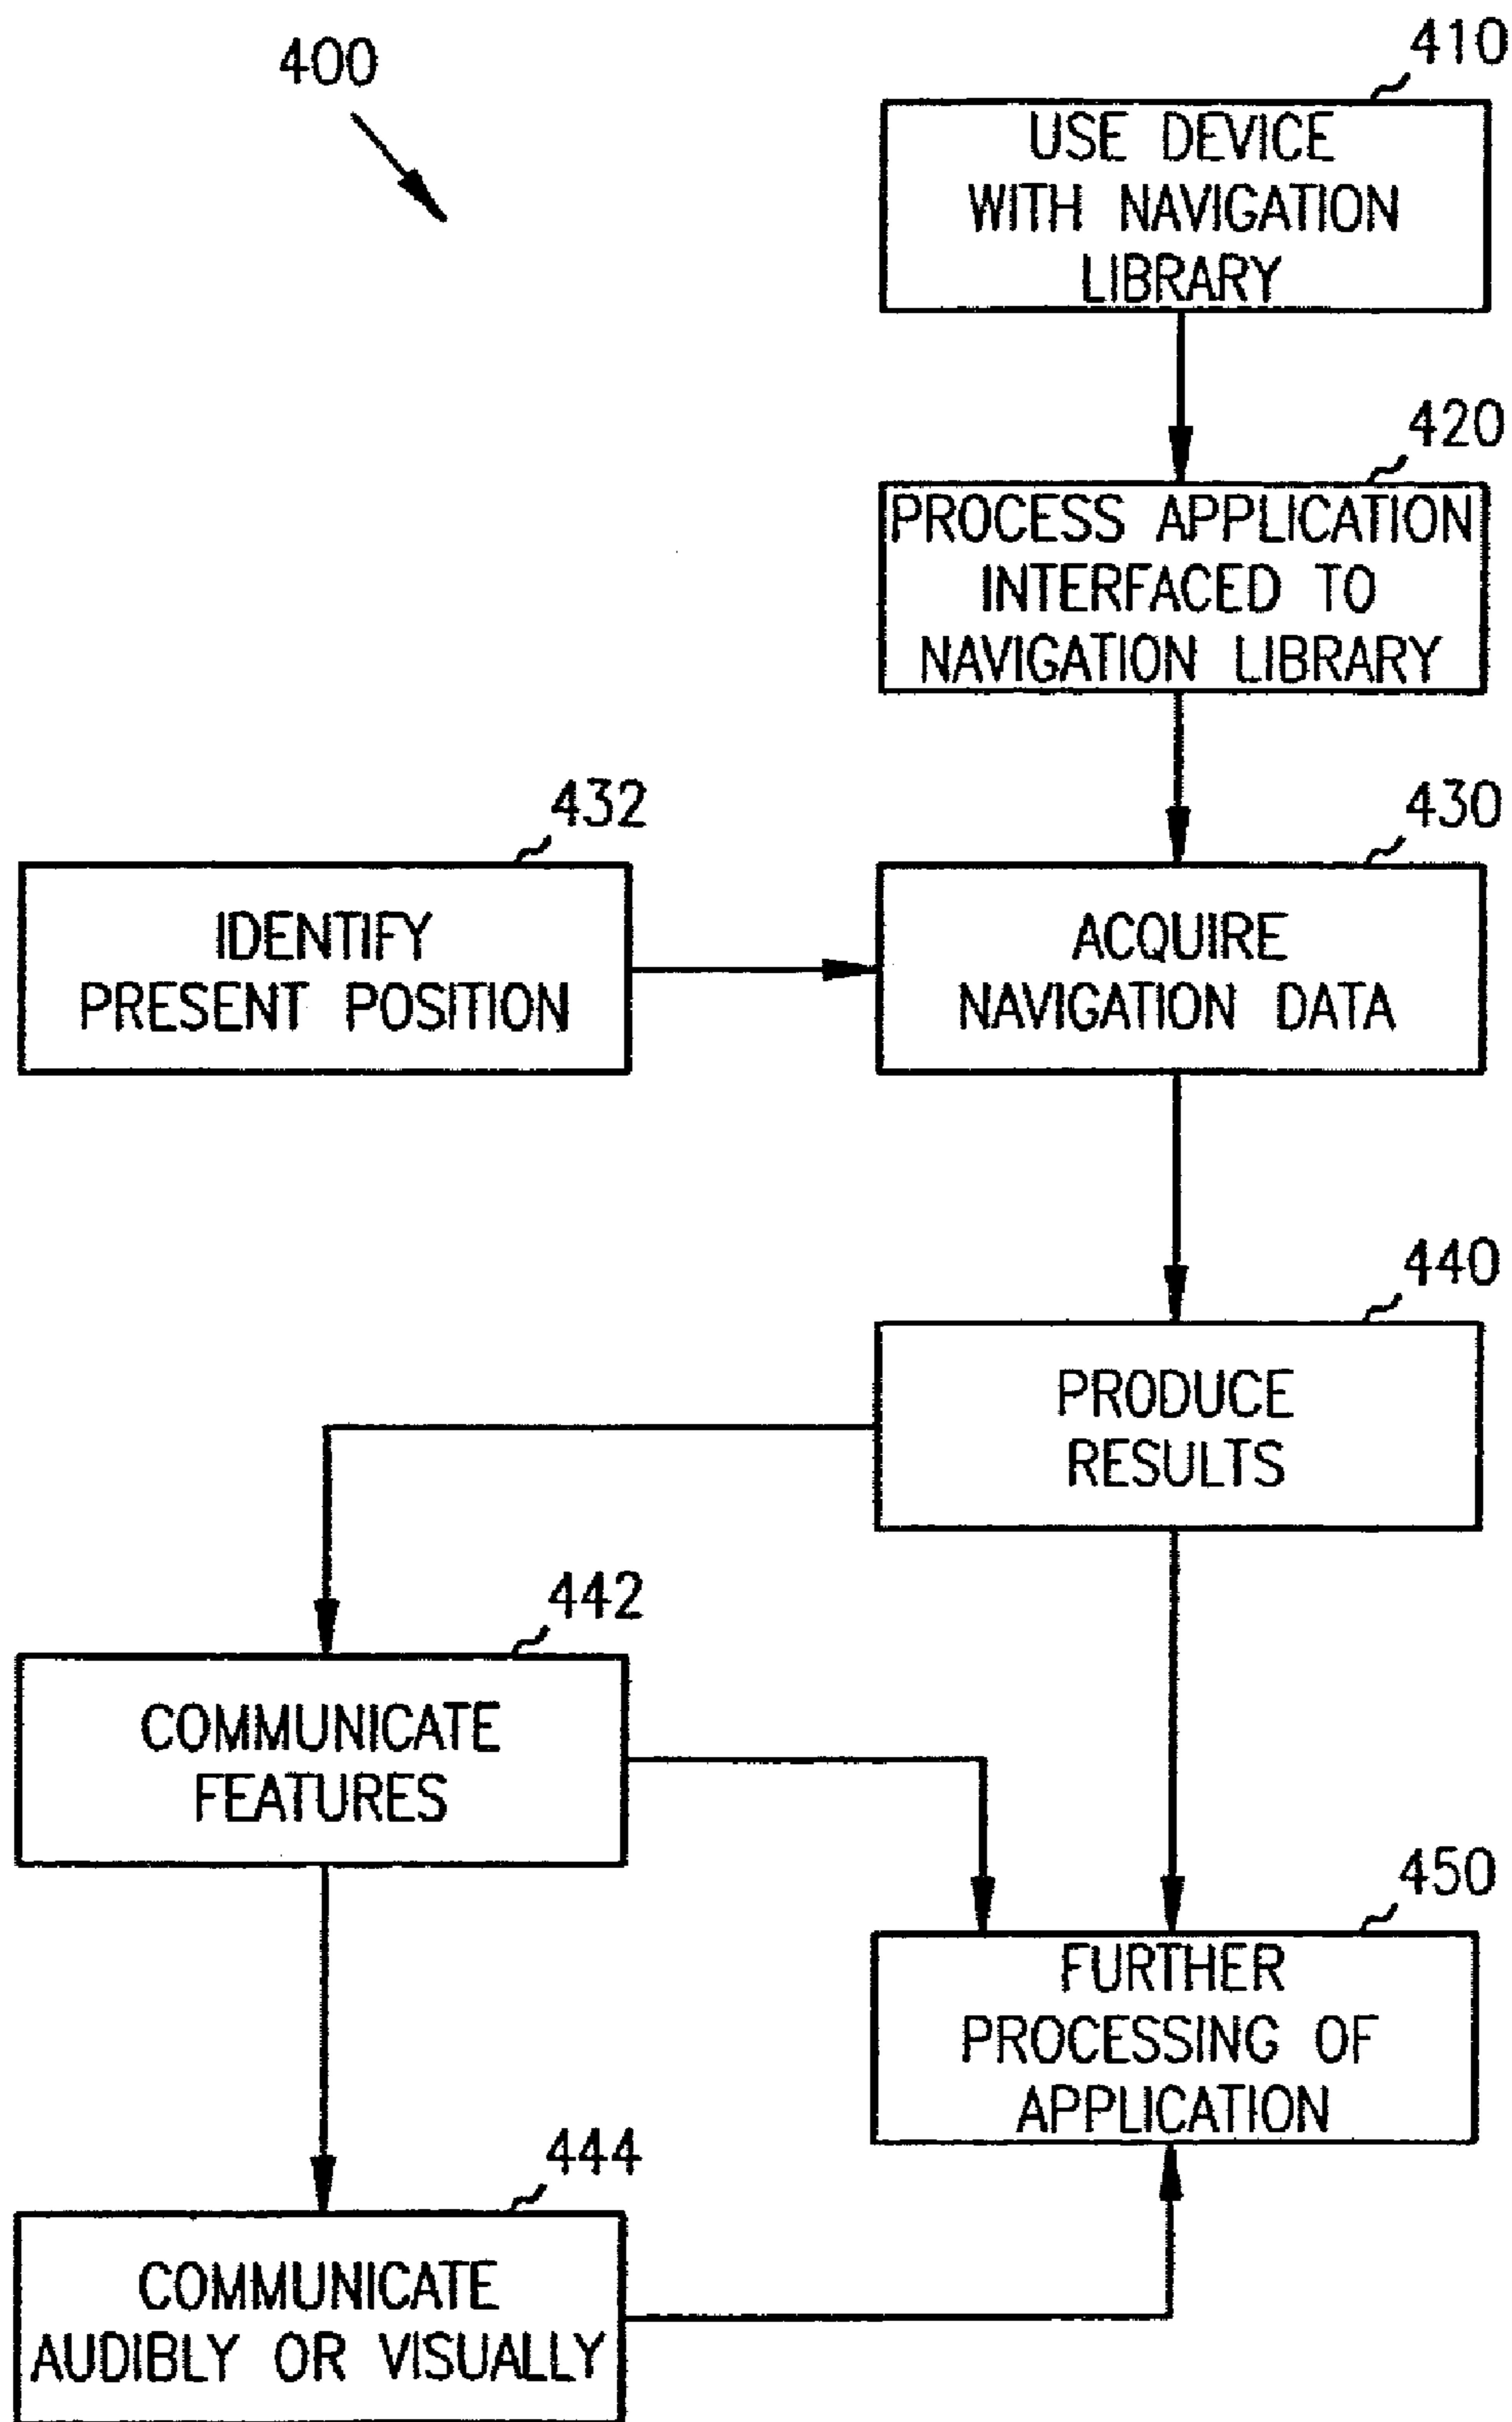 400
410
USE DEVICE
WITH NAVIGATION
LIBRARY
420
PROCESS APPLICATION
INTERFACED TO
NAVIGATION LIBRARY
432
IDENTIFY
PRESENT POSITION
430
ACQUIRE
NAVIGATION DATA
440
PRODUCE
RESULTS
442
COMMUNICATE
FEATURES
450
FURTHER
PROCESSING OF
APPLICATION
444
COMMUNICATE
AUDIBLY OR VISUALLY